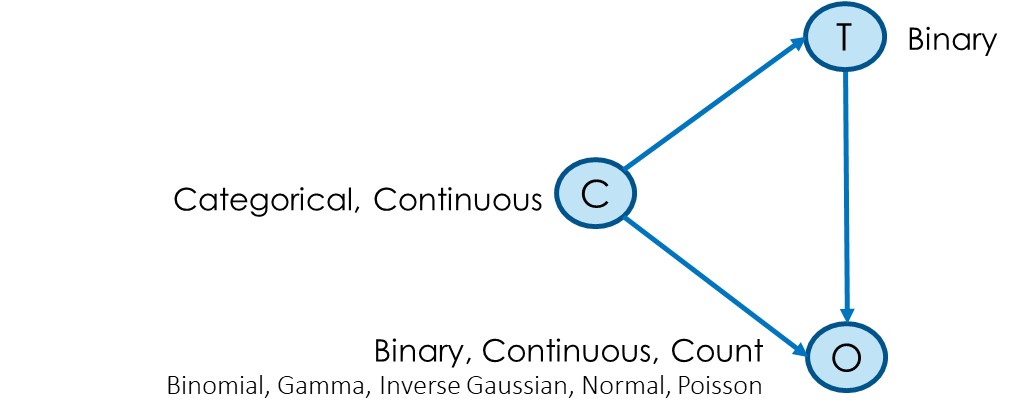 T
Binary
Categorical, Continuous
C
Binary, Continuous, Count
O
Binomial, Gamma, Inverse Gaussian, Normal, Poisson